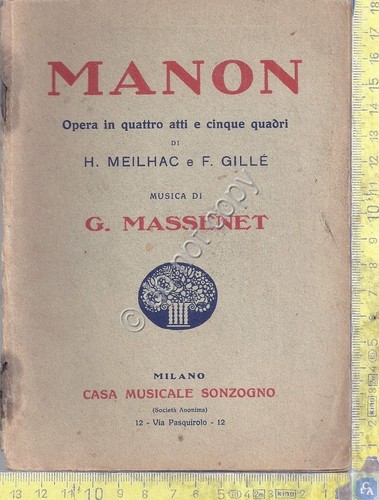 MANON
Opera in quattro atti e cinque quadri
DI
H. MEILHAC e F. GILLÉ
MUSICA DI
G. MASSENET
MILANO
CASA MUSICALE SONZOGNO
(Società Anonima)
12 - Via Pasquirolo - 12